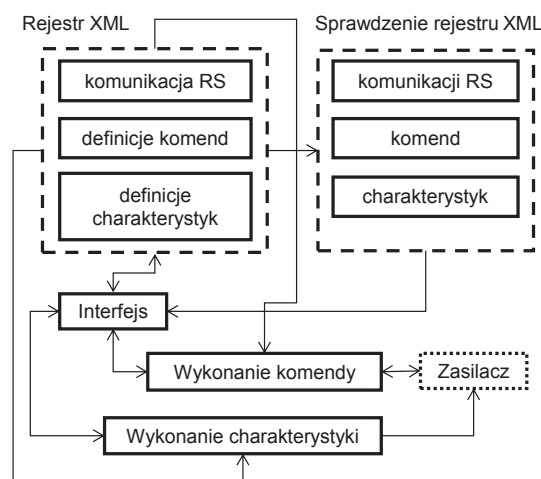 Rejestr XML
Sprawdzenie rejestru XML
komunikacja RS
komunikacji RS
definicje komend
komend
definicje
charakterystyk
charakterystyk
Interfejs
Wykonanie komendy
Zasilacz
Wykonanie charakterystyki